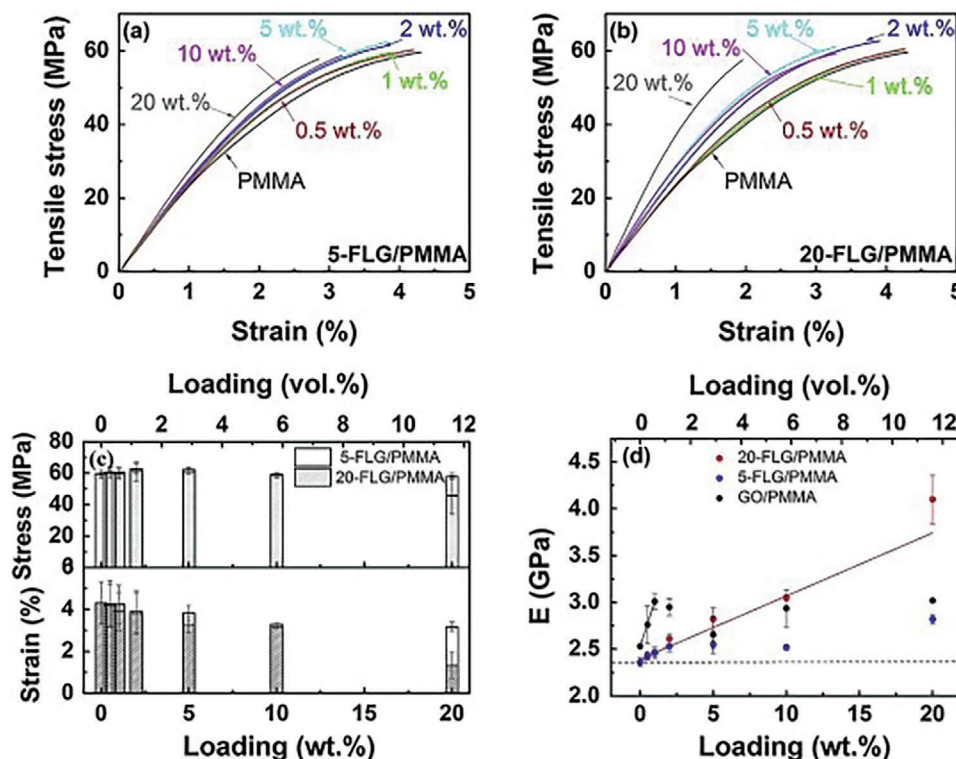 (a)
5 wt.%
2 wt.%
10 wt.%
1 wt.%
20 wt.%
0.5 wt.%
PMMA
5-FLG/PMMA
Tensile stress (MPa)
60
40
20
0
0 1 2 3 4 5
Strain (%)
(b)
5 wt.%
2 wt.%
10 wt.%
20 wt.%
1 wt.%
0.5 wt.%
PMMA
20-FLG/PMMA
Tensile stress (MPa)
60
40
20
0
0 1 2 3 4 5
Strain (%)
Loading (vol.%)
0 2 4 6 8 10 12
(c)
5-FLG/PMMA
20-FLG/PMMA
Stress (MPa)
80
60
40
20
Strain (%)
4
2
0
0 5 10 15 20
Loading (wt.%)
Loading (vol.%)
0 2 4 6 8 10 12
(d)
20-FLG/PMMA
5-FLG/PMMA
GO/PMMA
E (GPa)
4.5
4.0
3.5
3.0
2.5
2.0
0 5 10 15 20
Loading (wt.%)